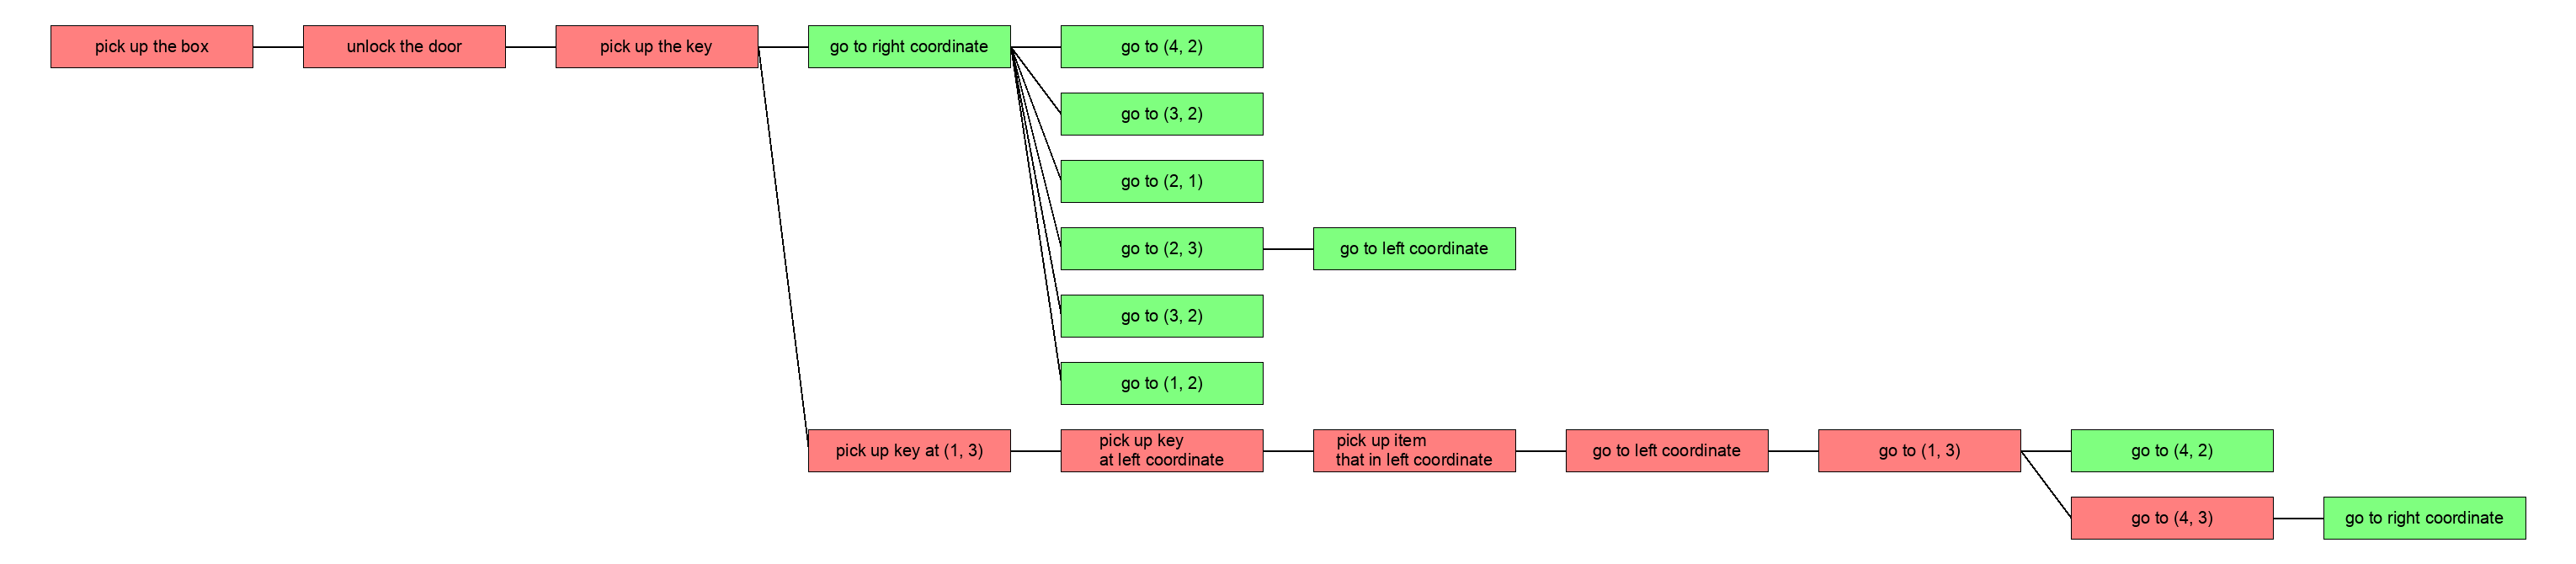 pick up the box
unlock the door
pick up the key
go to right coordinate
go to (4, 2)
go to (3, 2)
go to (2, 1)
go to (2, 3)
go to left coordinate
go to (3, 2)
go to (1, 2)
pick up key at (1, 3)
pick up key
at left coordinate
pick up item
that in left coordinate
go to left coordinate
go to (1, 3)
go to (4, 2)
go to (4, 3)
go to right coordinate